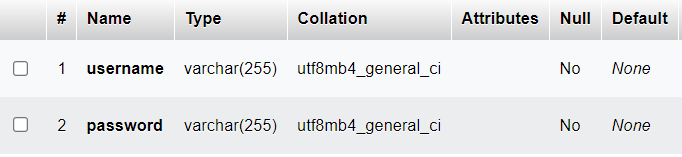 # Name Type Collation Attributes Null Default
1 username varchar(255) utf8mb4_general_ci No None
2 password varchar(255) utf8mb4_general_ci No None